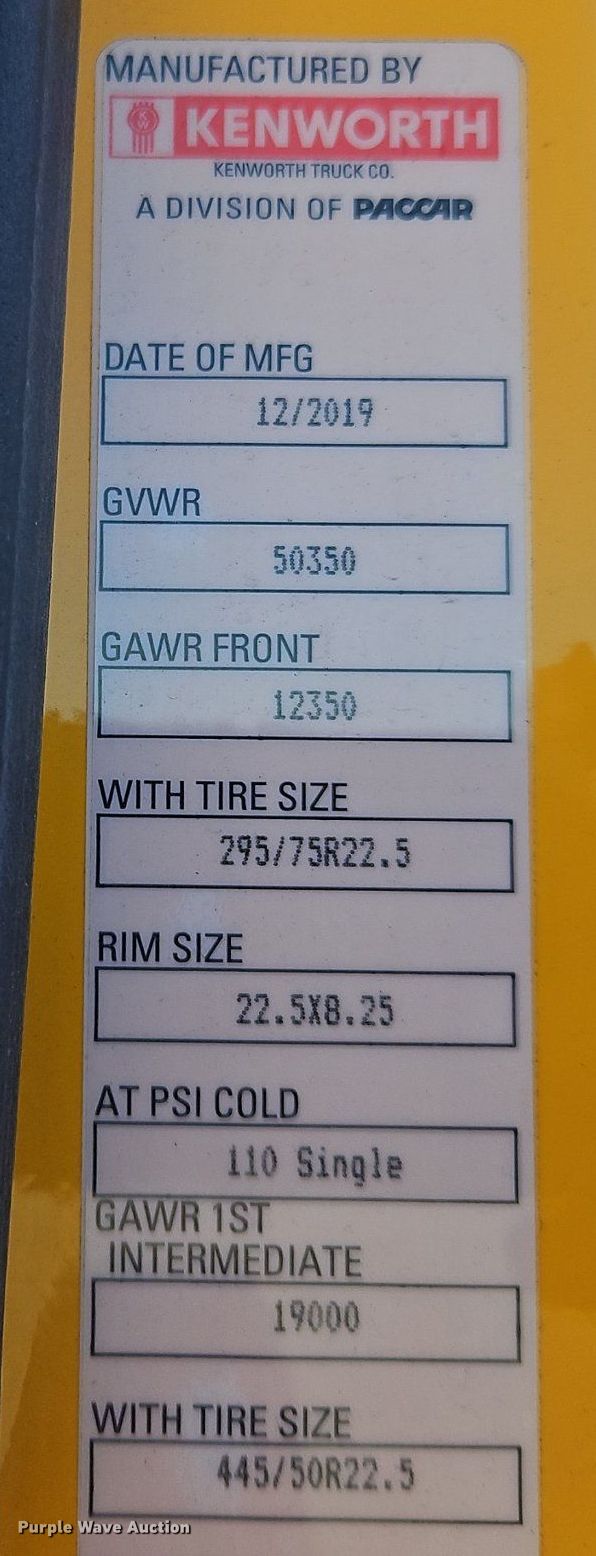 MANUFACTURED BY
KW KENWORTH
KENWORTH TRUCK CO.
A DIVISION OF PACCAR
DATE OF MFG
12/2019
GVWR
50350
GAWR FRONT
12350
WITH TIRE SIZE
295/75R22.5
RIM SIZE
22.5X8.25
AT PSI COLD
110 Single
GAWR 1ST
INTERMEDIATE
19000
WITH TIRE SIZE
445/50R22.5
Purple Wave Auction